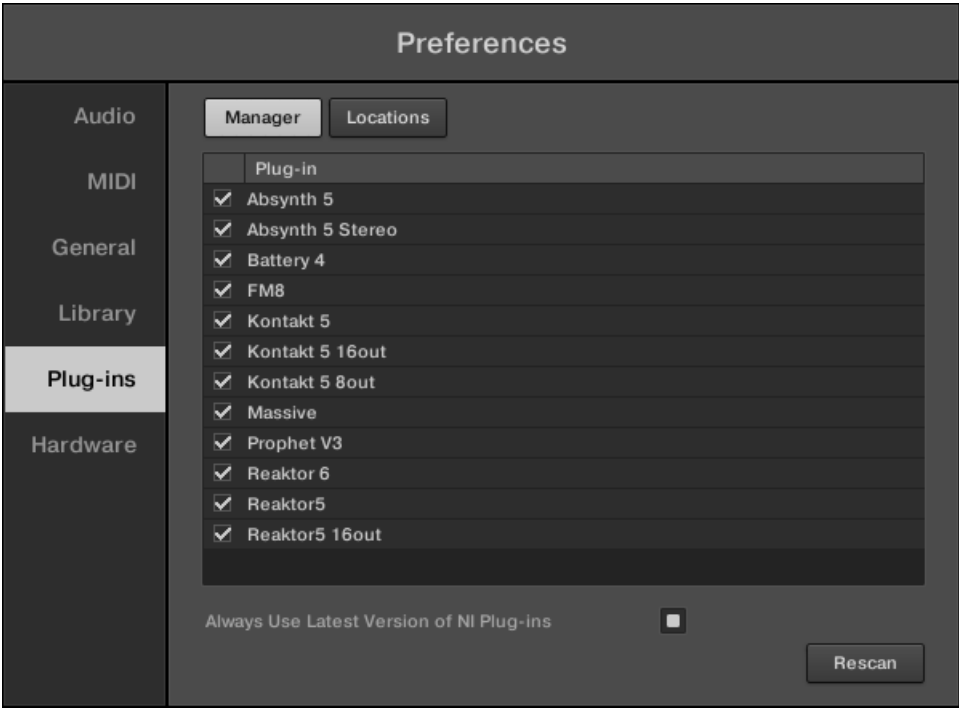 Preferences
Audio
MIDI
General
Library
Plug-ins
Hardware
Manager Locations
Plug-in
Absynth 5
Absynth 5 Stereo
Battery 4
FM8
Kontakt 5
Kontakt 5 16out
Kontakt 5 8out
Massive
Prophet V3
Reaktor 6
Reaktor5
Reaktor5 16out
Always Use Latest Version of NI Plug-ins
Rescan